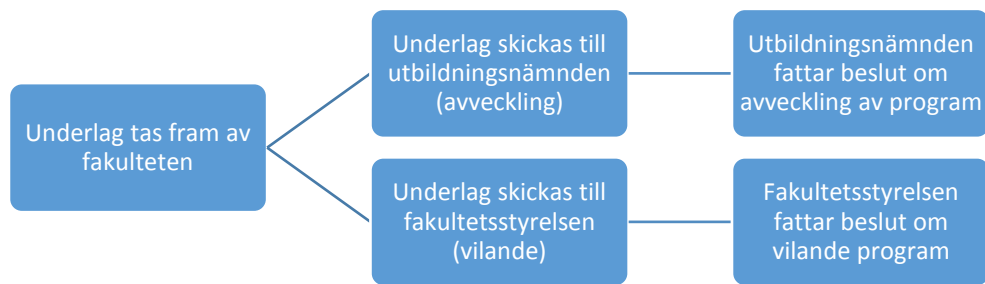 Underlag tas fram av
fakulteten
Underlag skickas till
utbildningsnämnden
(avveckling)
Utbildningsnämnden
fattar beslut om
avveckling av program
Underlag skickas till
fakultetsstyrelsen
(vilande)
Fakultetsstyrelsen
fattar beslut om
vilande program